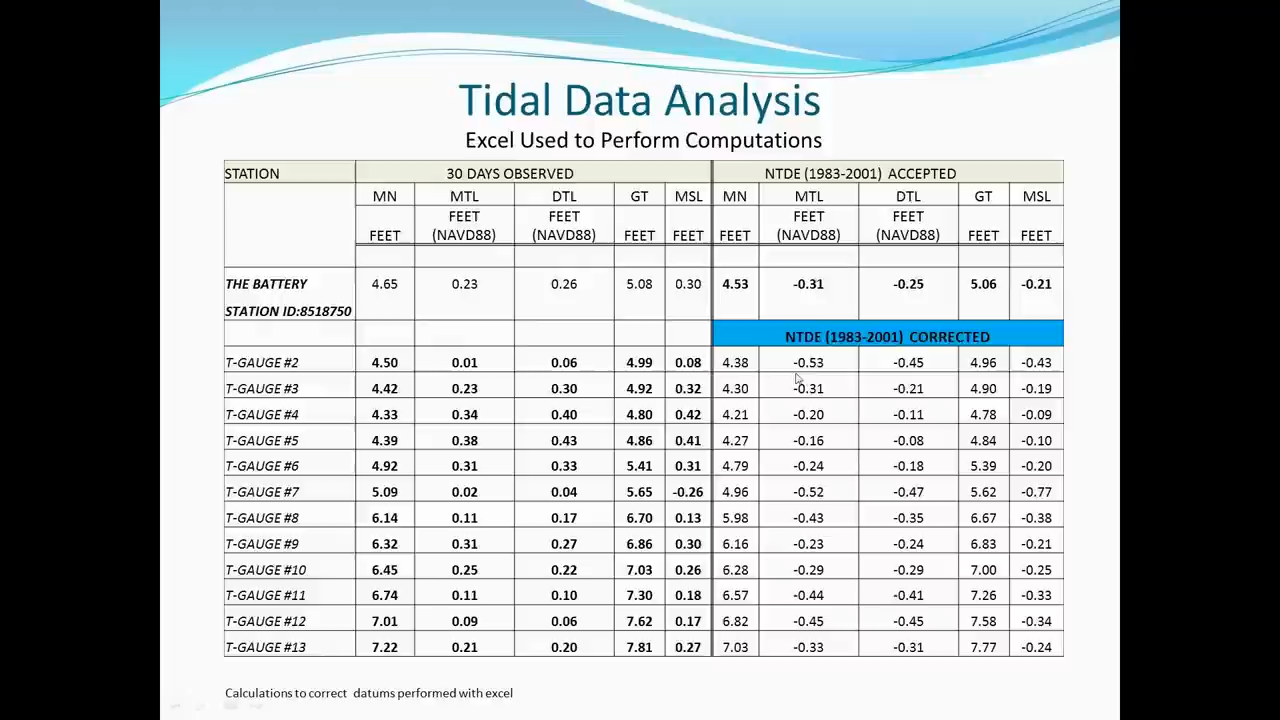 Tidal Data Analysis
Excel Used to Perform Computations
STATION 30 DAYS OBSERVED NTDE (1983-2001) ACCEPTED
MN MTL DTL GT MSL MN MTL DTL GT MSL
FEET FEET FEET FEET
FEET (NAVD88) (NAVD88) FEET FEET FEET (NAVD88) (NAVD88) FEET FEET
THE BATTERY 4.65 0.23 0.26 5.08 0.30 4.53 -0.31 -0.25 5.06 -0.21
STATION ID:8518750
NTDE (1983-2001) CORRECTED
T-GAUGE #2 4.50 0.01 0.06 4.99 0.08 4.38 -0.53 -0.45 4.96 -0.43
T-GAUGE #3 4.42 0.23 0.30 4.92 0.32 4.30 -0.31 -0.21 4.90 -0.19
T-GAUGE #4 4.33 0.34 0.40 4.80 0.42 4.21 -0.20 -0.11 4.78 -0.09
T-GAUGE #5 4.39 0.38 0.43 4.86 0.41 4.27 -0.16 -0.08 4.84 -0.10
T-GAUGE #6 4.92 0.31 0.33 5.41 0.31 4.79 -0.24 -0.18 5.39 -0.20
T-GAUGE #7 5.09 0.02 0.04 5.65 -0.26 4.96 -0.52 -0.47 5.62 -0.77
T-GAUGE #8 6.14 0.11 0.17 6.70 0.13 5.98 -0.43 -0.35 6.67 -0.38
T-GAUGE #9 6.32 0.31 0.27 6.86 0.30 6.16 -0.23 -0.24 6.83 -0.21
T-GAUGE #10 6.45 0.25 0.22 7.03 0.26 6.28 -0.29 -0.29 7.00 -0.25
T-GAUGE #11 6.74 0.11 0.10 7.30 0.18 6.57 -0.44 -0.41 7.26 -0.33
T-GAUGE #12 7.01 0.09 0.06 7.62 0.17 6.82 -0.45 -0.45 7.58 -0.34
T-GAUGE #13 7.22 0.21 0.20 7.81 0.27 7.03 -0.33 -0.31 7.77 -0.24
Calculations to correct datums performed with excel